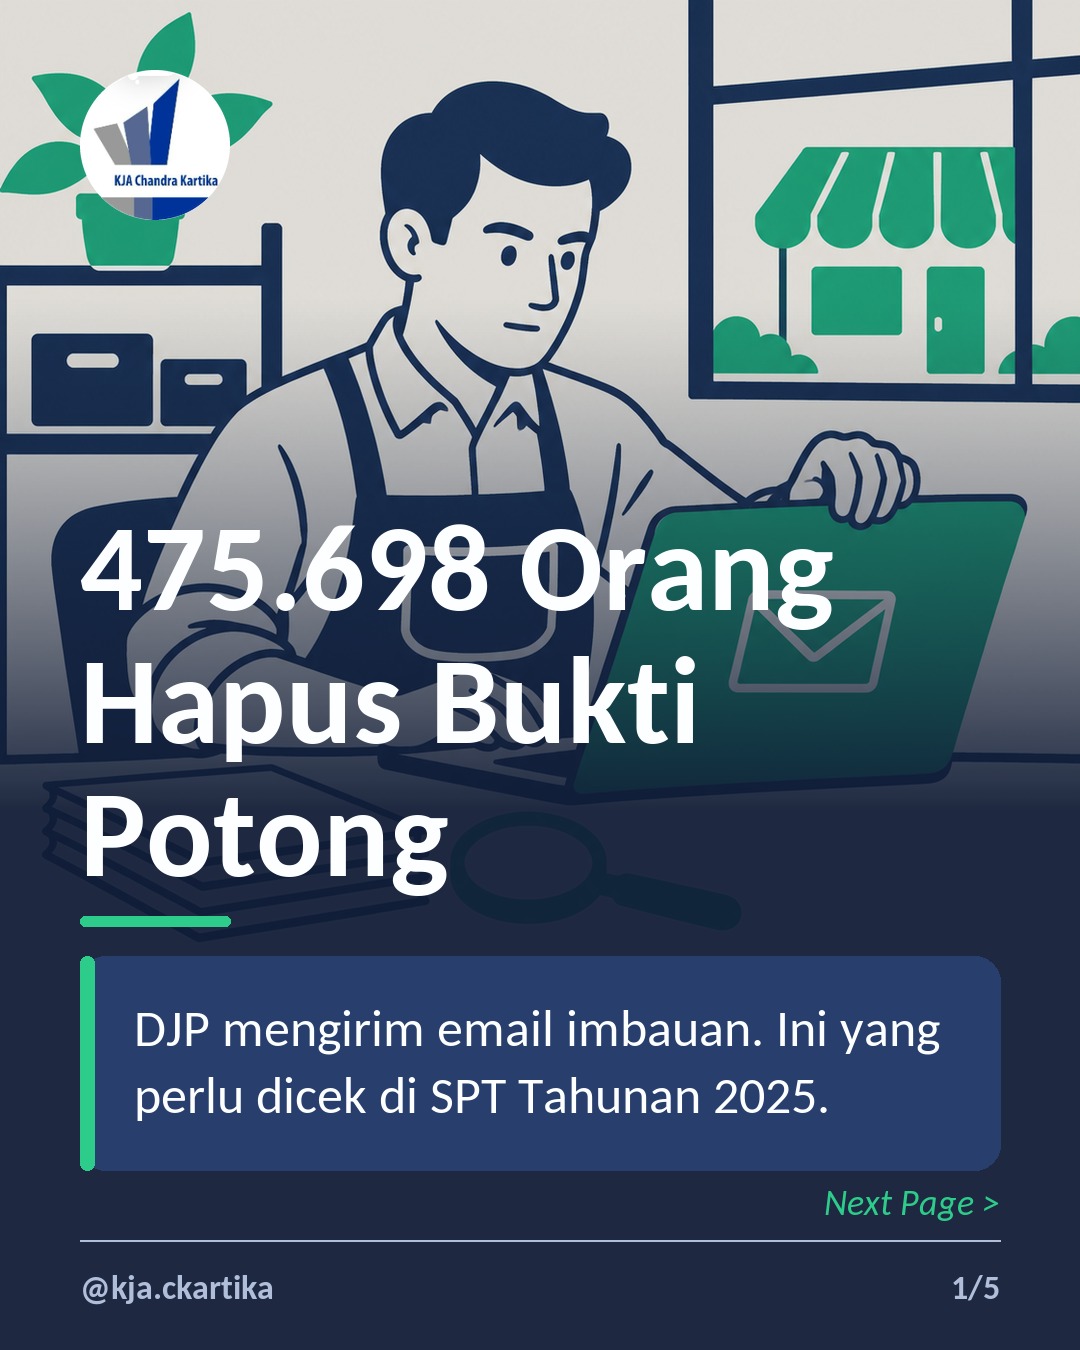 KJA Chandra Kartika
475.698 Orang
Hapus Bukti
Potong
DJP mengirim email imbauan. Ini yang
perlu dicek di SPT Tahunan 2025.
Next Page >
@kja.ckartika
1/5